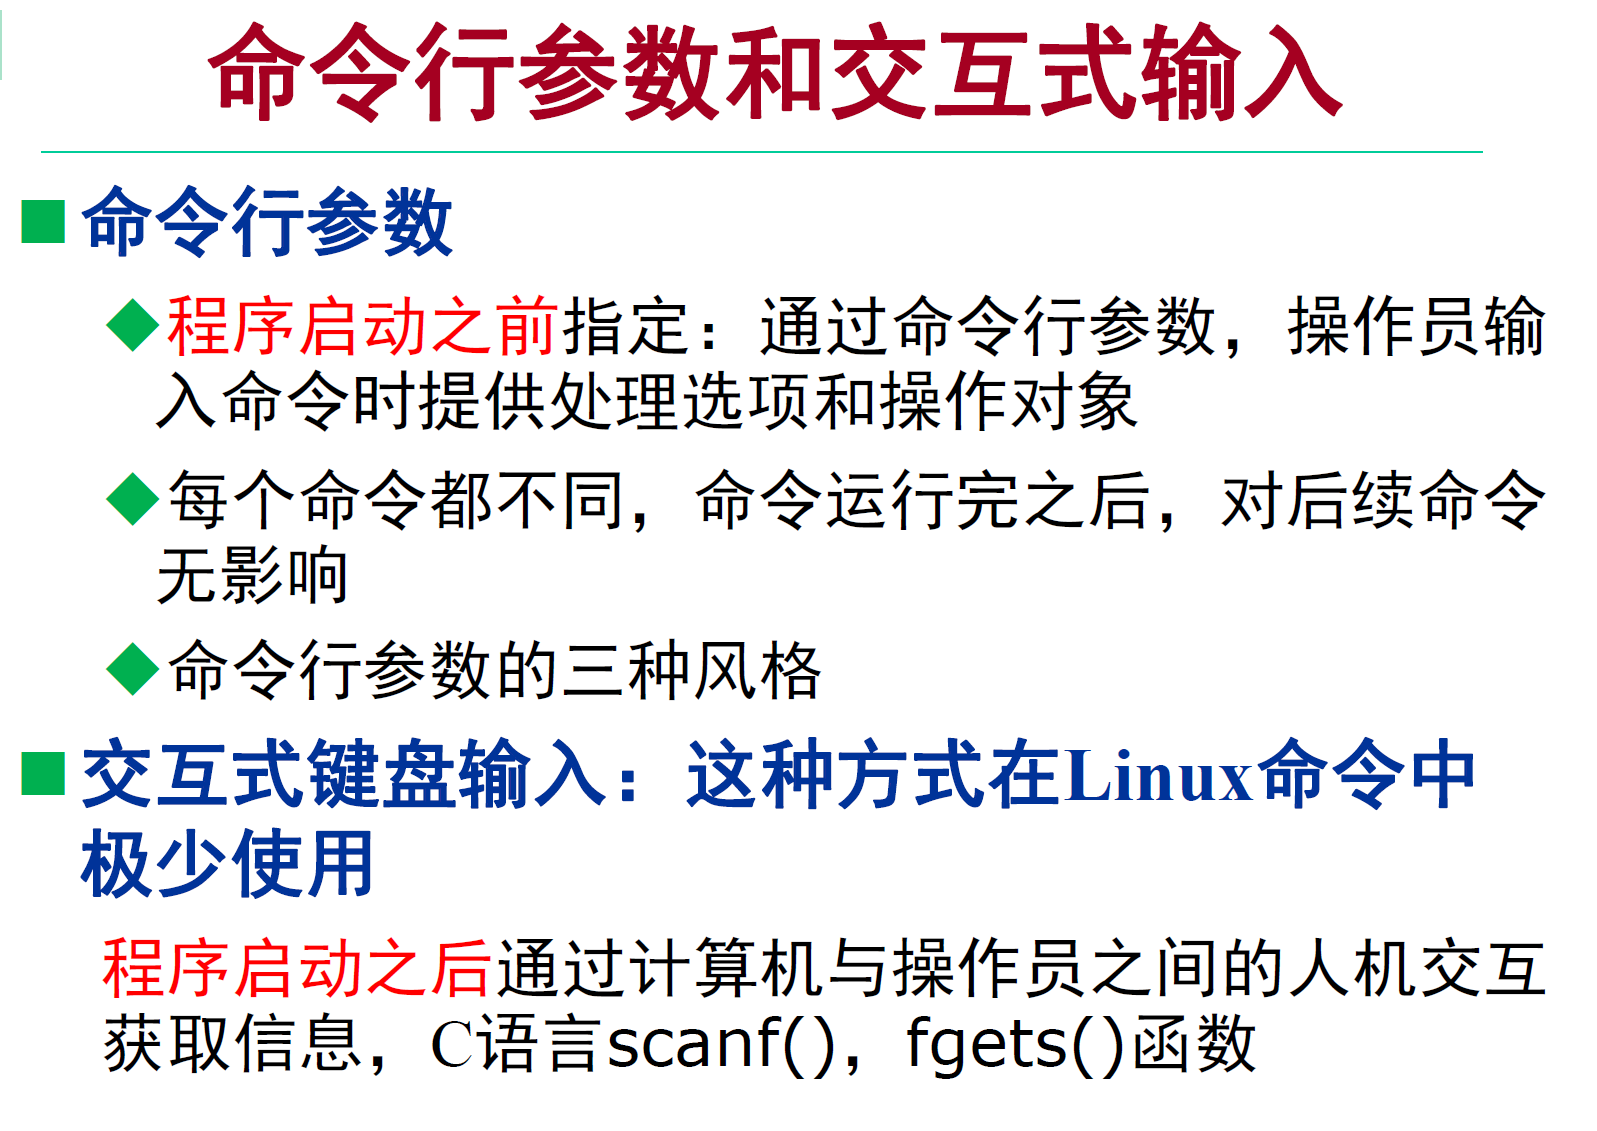 命令行参数和交互式输入
命令行参数
程序启动之前指定：通过命令行参数，操作员输
入命令时提供处理选项和操作对象
每个命令都不同，命令运行完之后，对后续命令
无影响
命令行参数的三种风格
交互式键盘输入：这种方式在Linux命令中
极少使用
程序启动之后通过计算机与操作员之间的人机交互
获取信息，C语言scanf()，fgets()函数